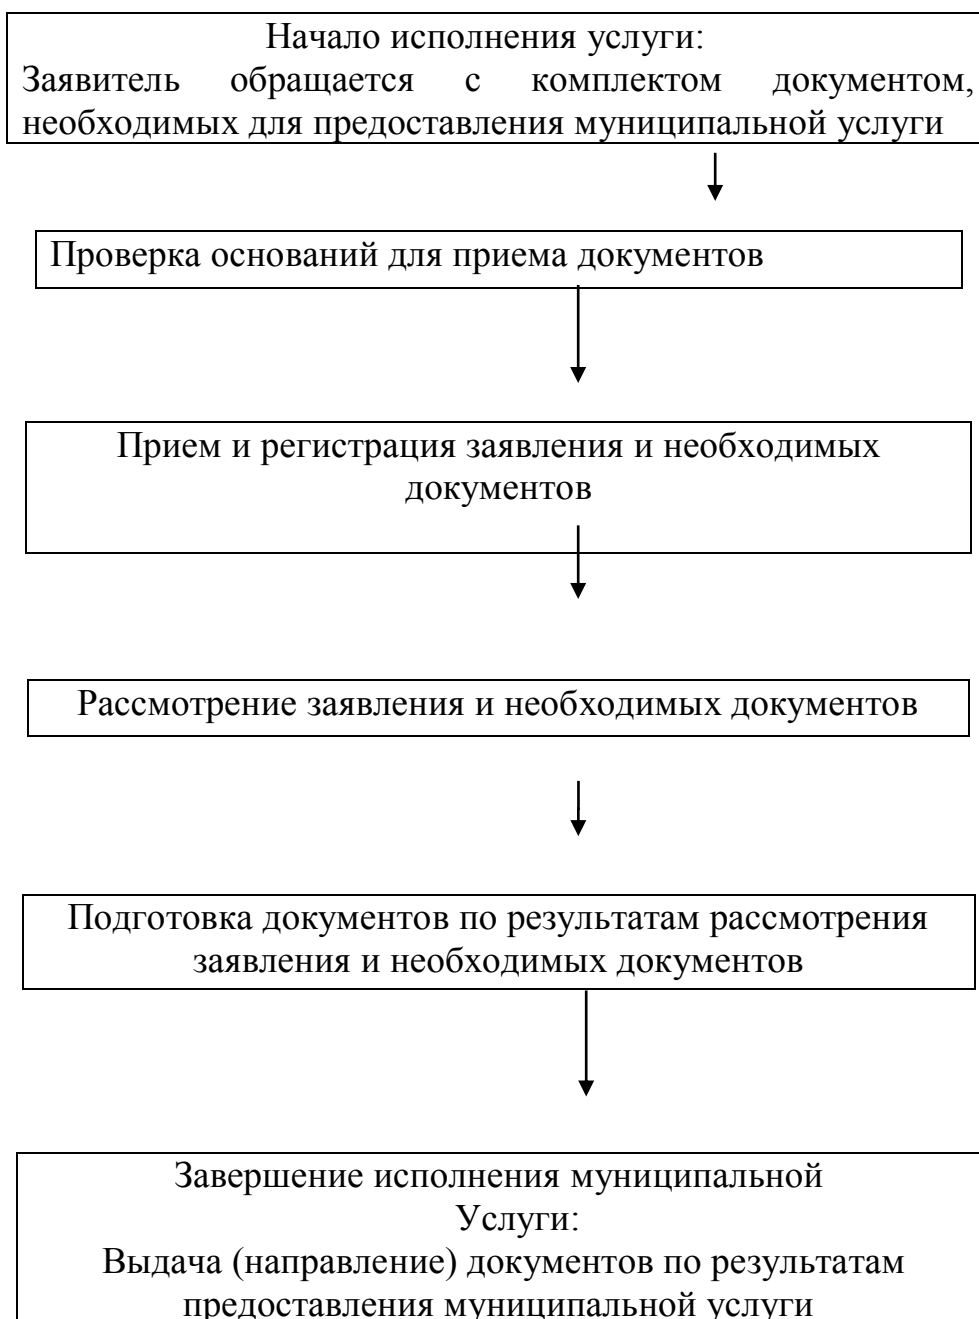 Начало исполнения услуги:
Заявитель обращается с комплектом документом,
необходимых для предоставления муниципальной услуги
Проверка оснований для приема документов
Прием и регистрация заявления и необходимых
документов
Рассмотрение заявления и необходимых документов
Подготовка документов по результатам рассмотрения
заявления и необходимых документов
Завершение исполнения муниципальной
Услуги:
Выдача (направление) документов по результатам
предоставления муниципальной услуги